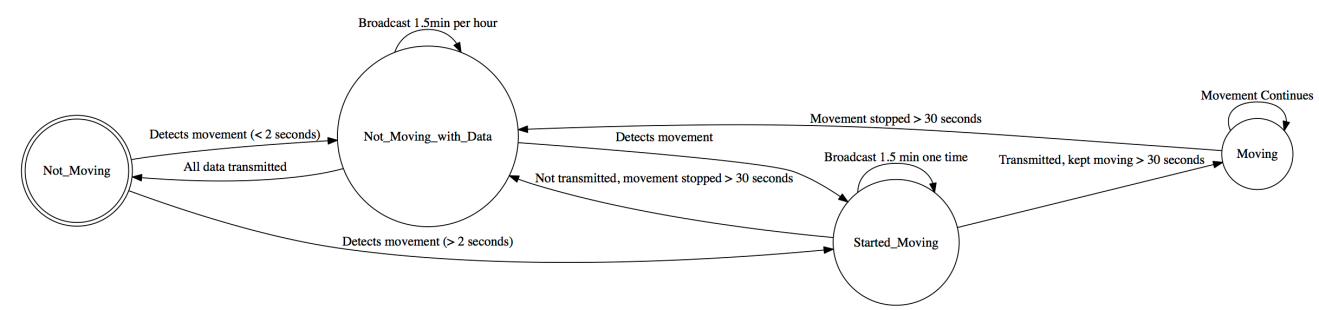 Broadcast 1.5min per hour
Movement Continues
Detects movement (< 2 seconds)
Not_Moving_with_Data
Movement stopped > 30 seconds
Detects movement
Not_Moving
All data transmitted
Broadcast 1.5 min one time
Transmitted, kept moving > 30 seconds
Moving
Not transmitted, movement stopped > 30 seconds
Detects movement (> 2 seconds)
Started_Moving